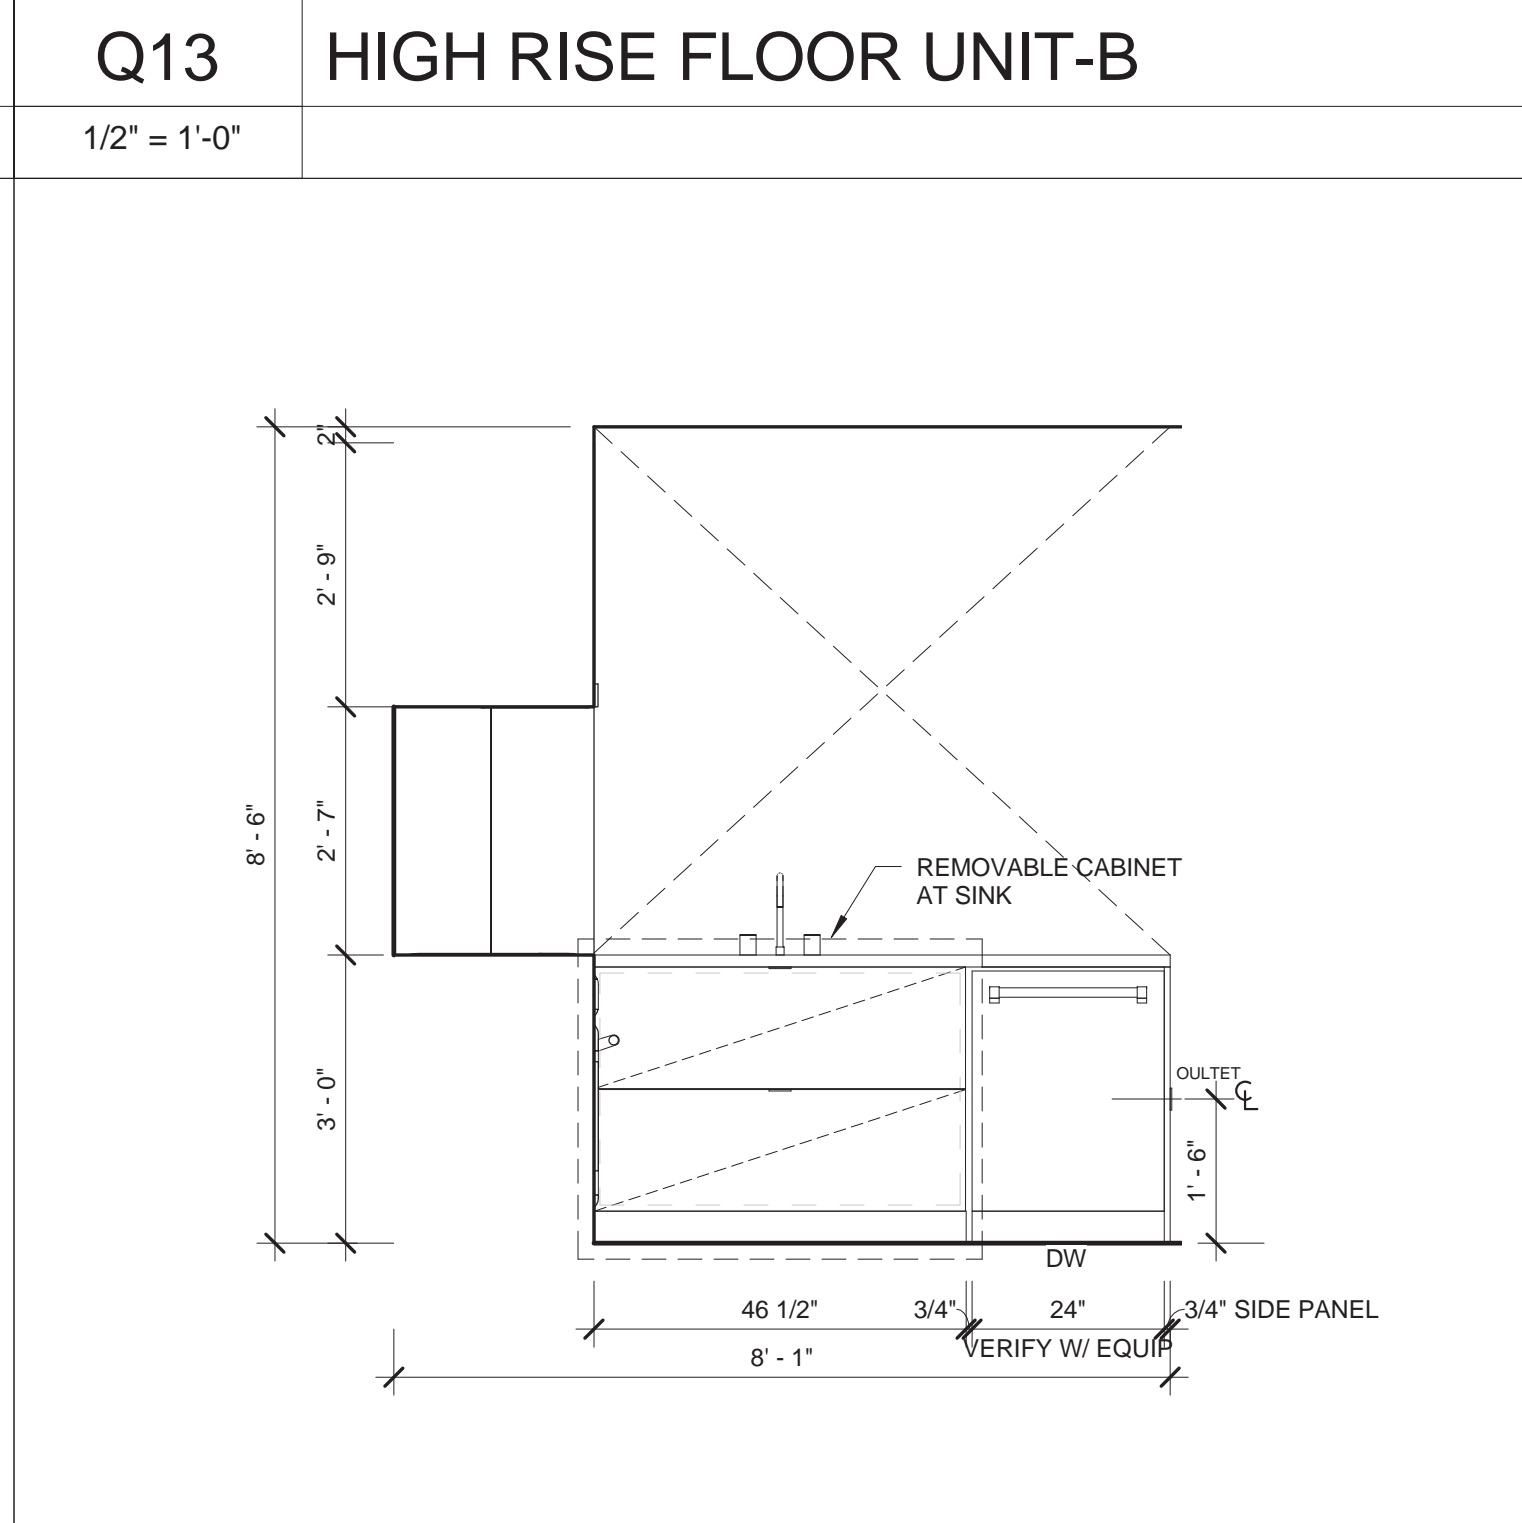 Q13
HIGH RISE FLOOR UNIT-B
1/2" = 1'-0"
2"
2' - 9"
8' - 6"
2' - 7"
REMOVABLE CABINET
AT SINK
3' - 0"
OULTET
CL
1' - 6"
DW
46 1/2"
3/4"
24"
3/4" SIDE PANEL
VERIFY W/ EQUIP
8' - 1"